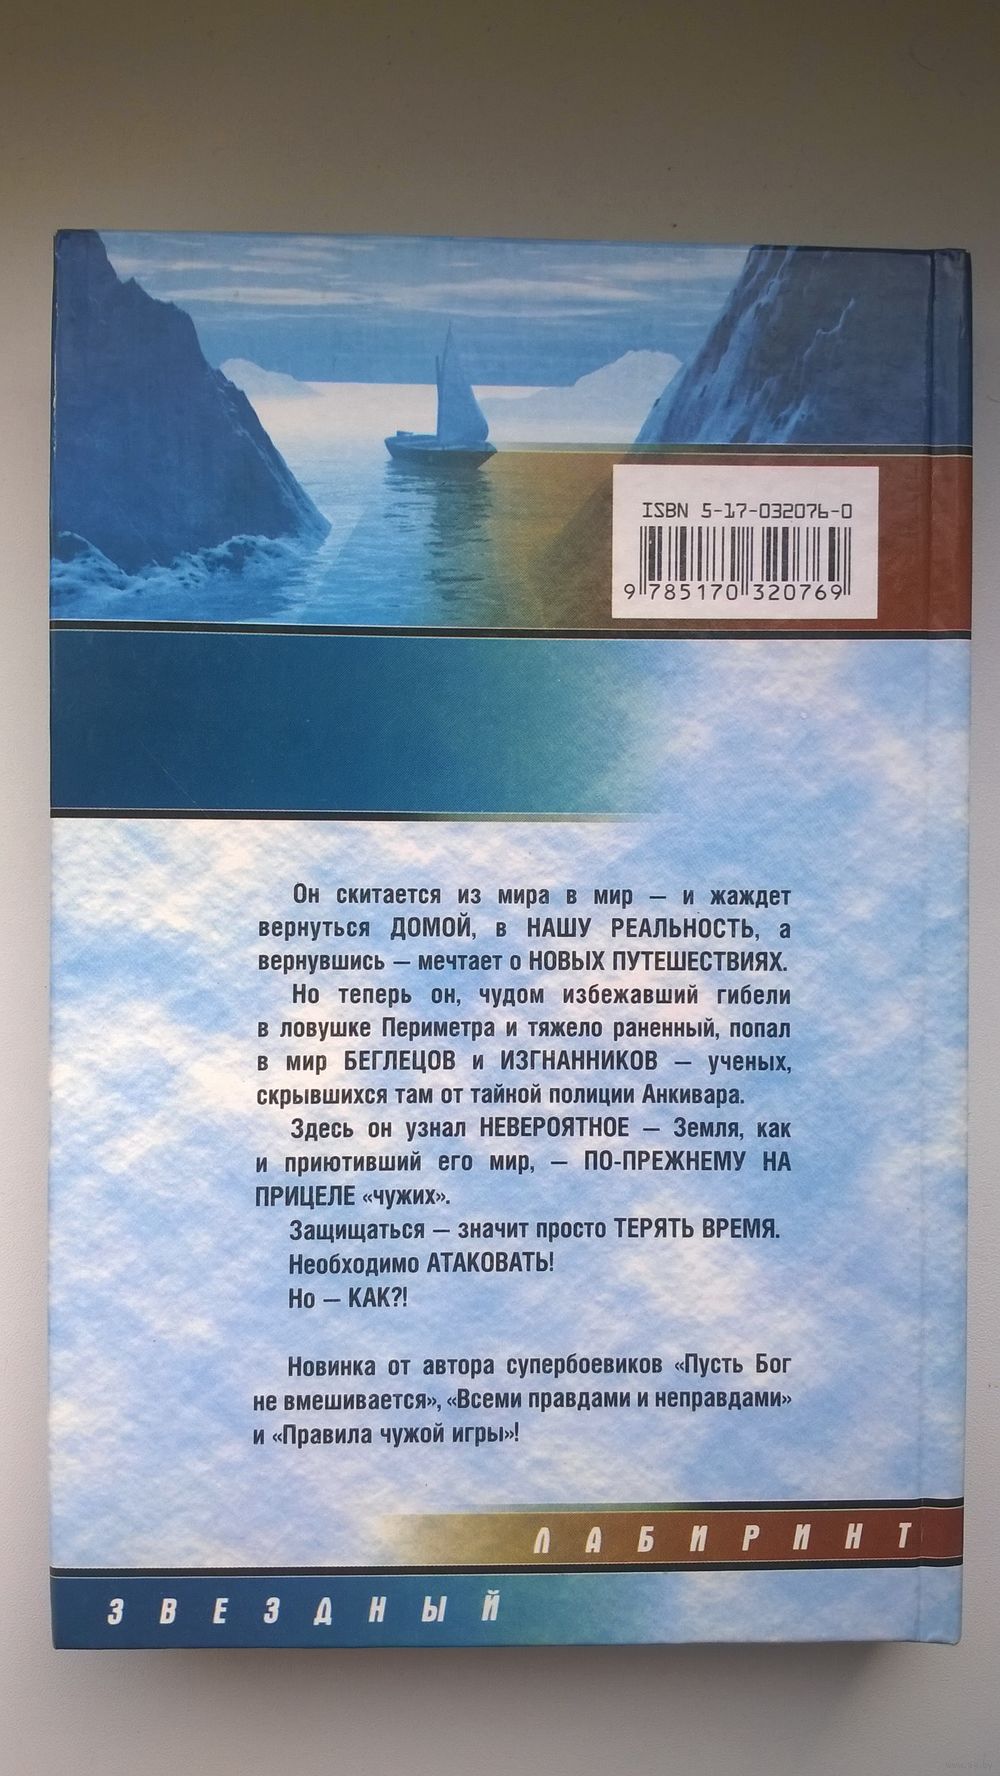 ISBN 5-17-032076-0
9 785170 320769
Он скитается из мира в мир — и жаждет
вернуться ДОМОЙ, в НАШУ РЕАЛЬНОСТЬ, а
вернувшись — мечтает о НОВЫХ ПУТЕШЕСТВИЯХ.
Но теперь он, чудом избежавший гибели
в ловушке Периметра и тяжело раненный, попал
в мир БЕГЛЕЦОВ и ИЗГНАННИКОВ — ученых,
скрывшихся там от тайной полиции Анкивара.
Здесь он узнал НЕВЕРОЯТНОЕ — Земля, как
и приютивший его мир, — ПО-ПРЕЖНЕМУ НА
ПРИЦЕЛЕ «чужих».
Защищаться — значит просто ТЕРЯТЬ ВРЕМЯ.
Необходимо АТАКОВАТЬ!
Но — КАК?!
Новинка от автора супербоевиков «Пусть Бог
не вмешивается», «Всеми правдами и неправдами»
и «Правила чужой игры»!
ЛАБИРИНТ
ЗВЕЗДНЫЙ